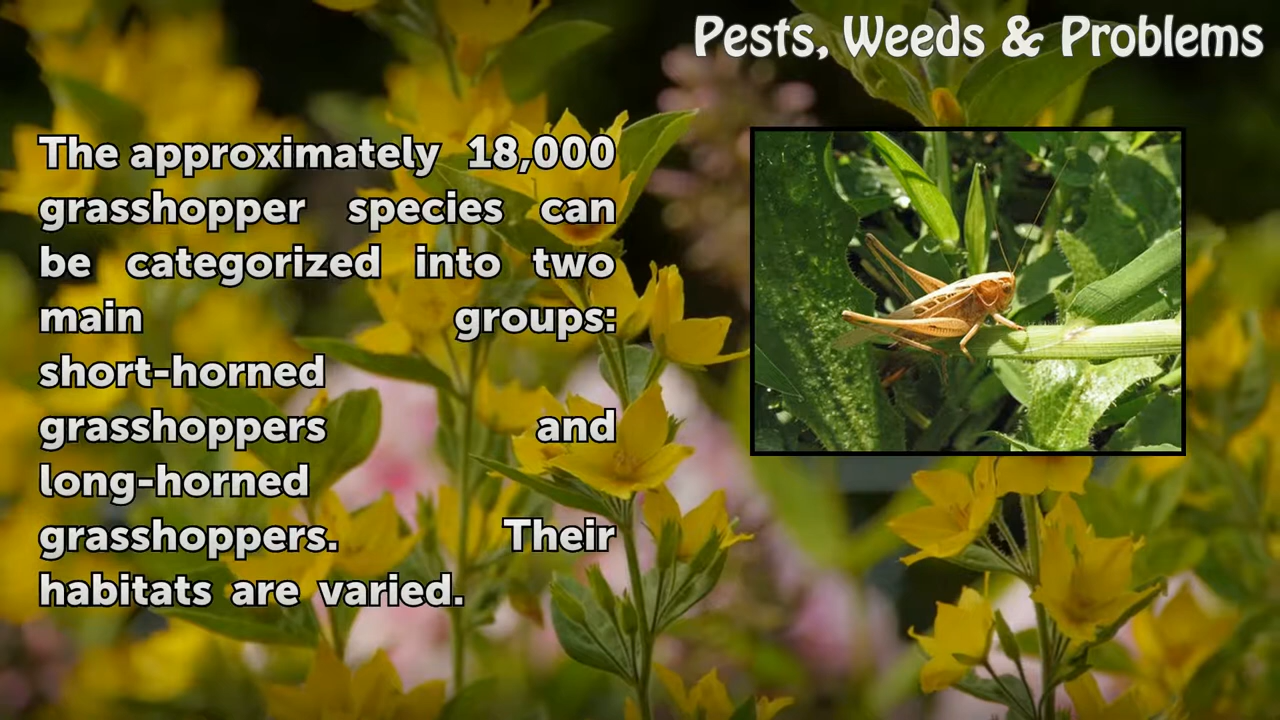 Pests, Weeds & Problems
The approximately 18,000
grasshopper species can
be categorized into two
main groups:
short-horned
grasshoppers and
long-horned
grasshoppers. Their
habitats are varied.